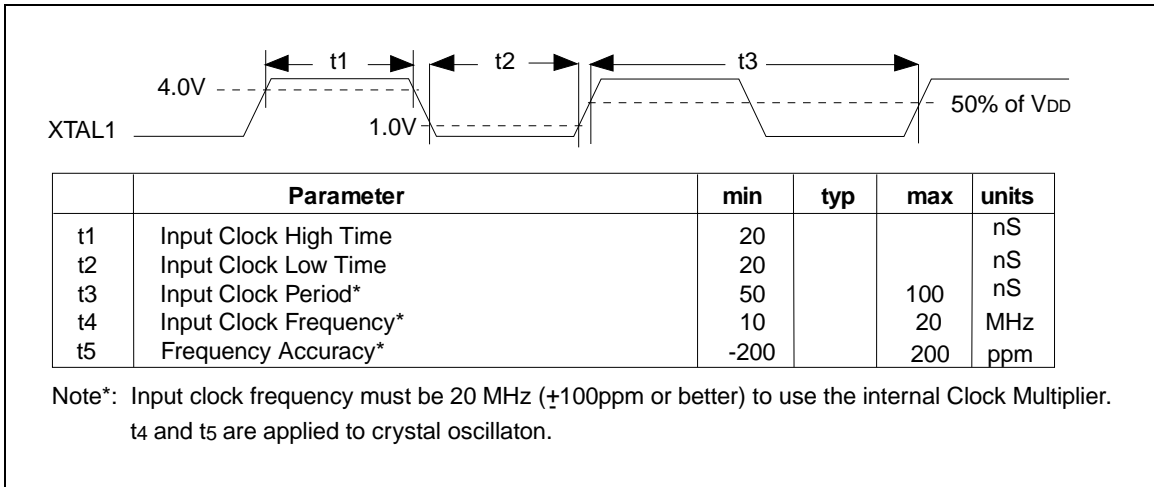 t1 t2 t3
4.0V
50% of VDD
XTAL1
1.0V
Parameter min typ max units
t1 Input Clock High Time 20 nS
t2 Input Clock Low Time 20 nS
t3 Input Clock Period* 50 100 nS
t4 Input Clock Frequency* 10 20 MHz
t5 Frequency Accuracy* -200 200 ppm
Note*: Input clock frequency must be 20 MHz (±100ppm or better) to use the internal Clock Multiplier.
t4 and t5 are applied to crystal oscillaton.